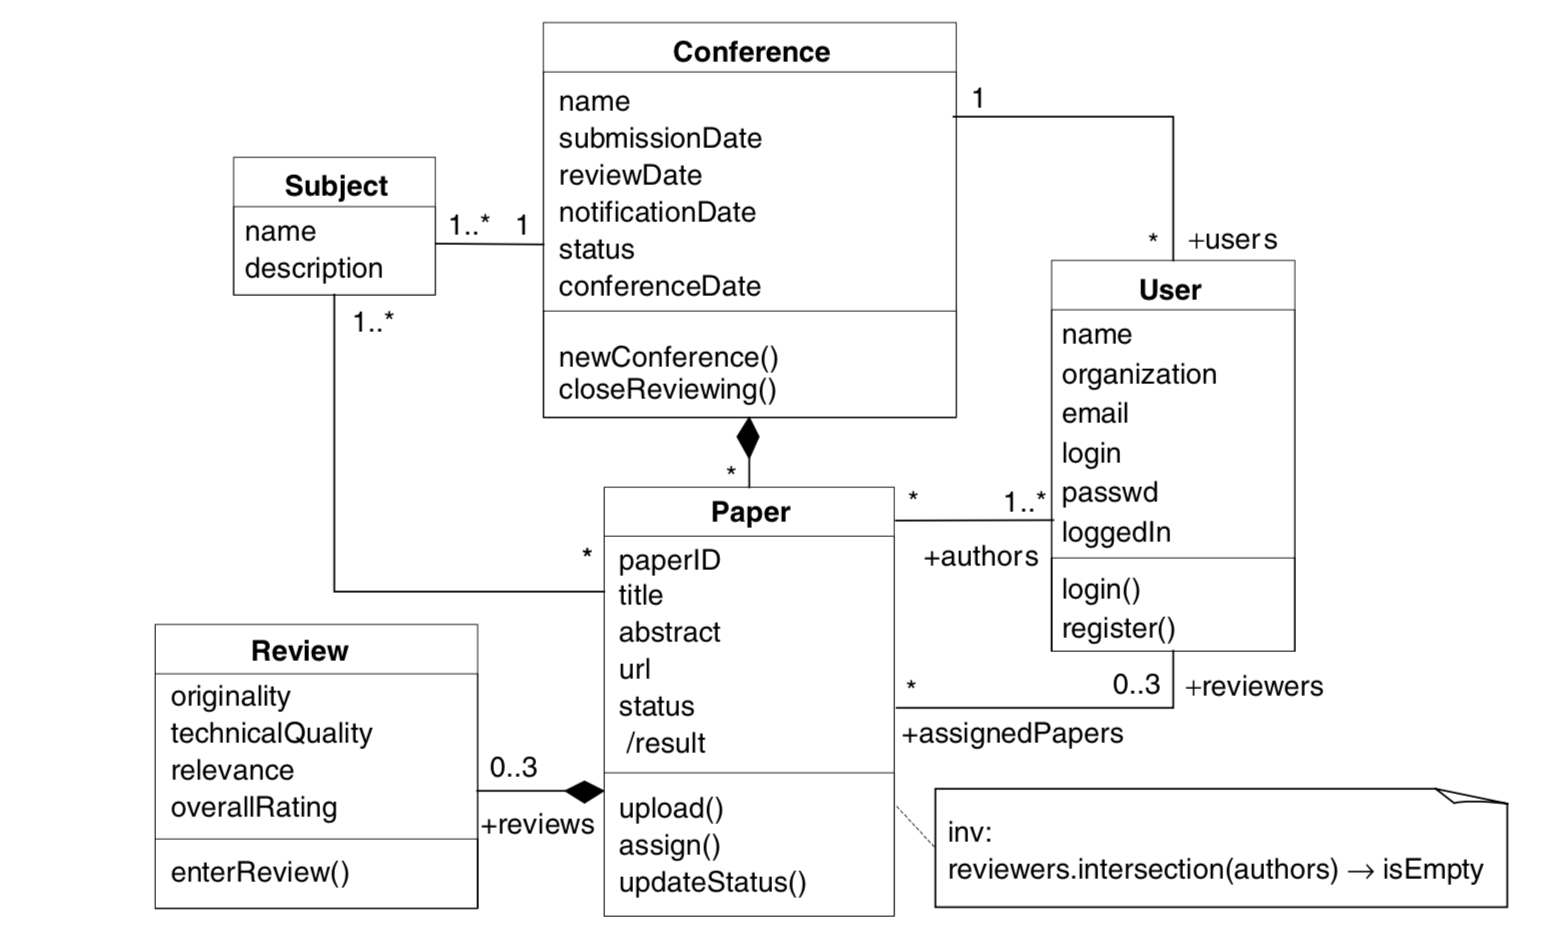 Conference
name
submissionDate
reviewDate
notificationDate
status
conferenceDate
newConference()
closeReviewing()
1
* +users
Subject
name
description
1..* 1
1..*
User
name
organization
email
login
passwd
loggedIn
login()
register()
*
* 1..*
+authors
Paper
paperID
title
abstract
url
status
/result
upload()
assign()
updateStatus()
*
* 0..3 +reviewers
+assignedPapers
Review
originality
technicalQuality
relevance
overallRating
enterReview()
0..3
+reviews
inv:
reviewers.intersection(authors) → isEmpty